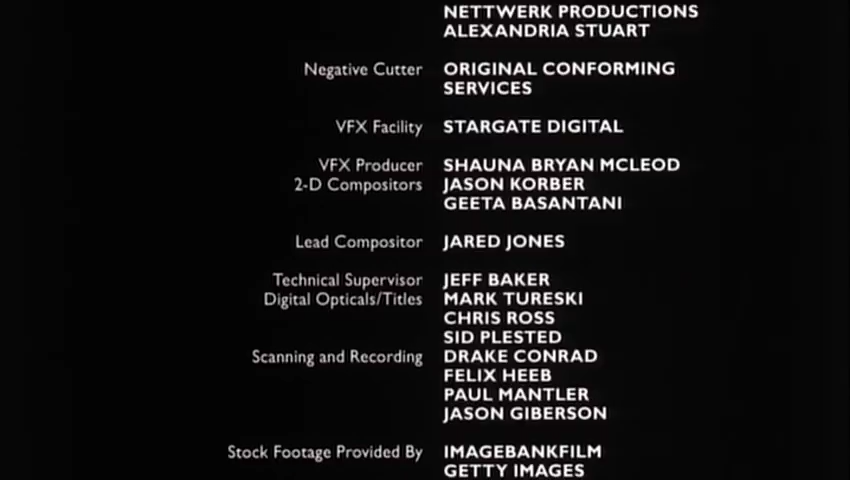 NETTWERK PRODUCTIONS
ALEXANDRIA STUART
Negative Cutter ORIGINAL CONFORMING
SERVICES
VFX Facility STARGATE DIGITAL
VFX Producer SHAUNA BRYAN MCLEOD
2-D Compositors JASON KORBER
GEETA BASANTANI
Lead Compositor JARED JONES
Technical Supervisor JEFF BAKER
Digital Opticals/Titles MARK TURESKI
CHRIS ROSS
SID PLESTED
Scanning and Recording DRAKE CONRAD
FELIX HEEB
PAUL MANTLER
JASON GIBERSON
Stock Footage Provided By IMAGEBANKFILM
GETTY IMAGES